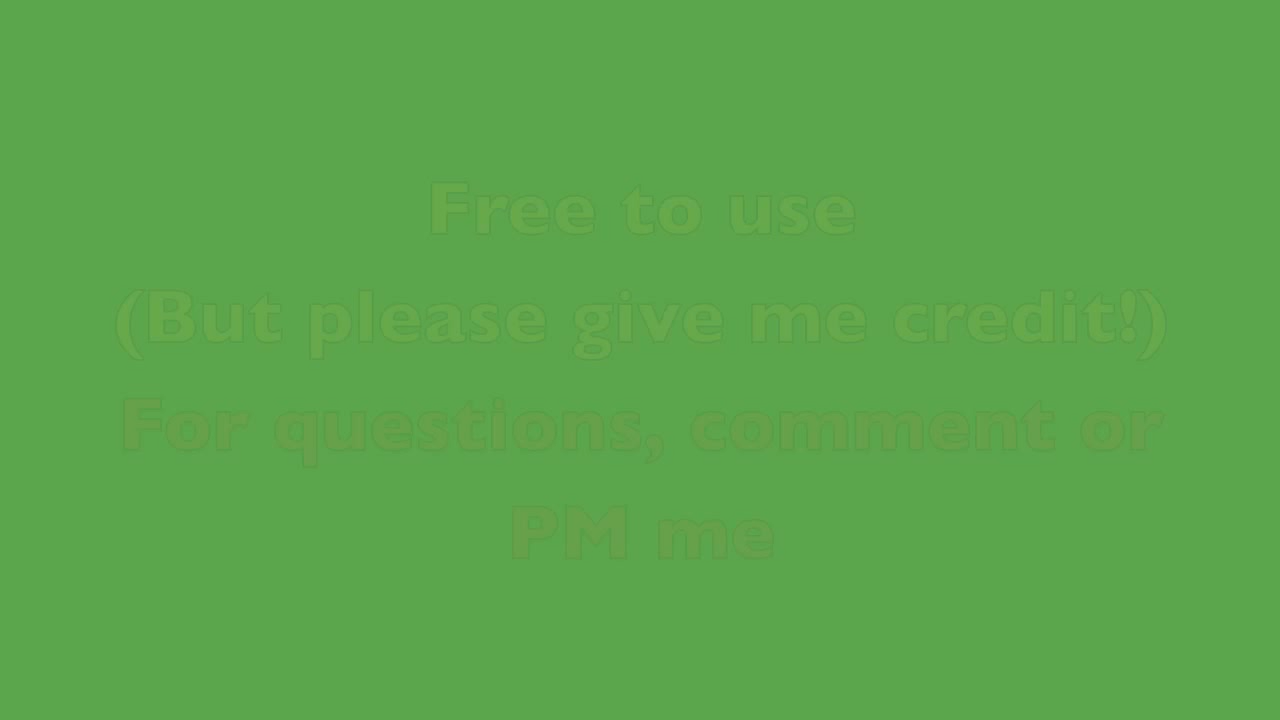 Free to use
(But please give me credit!)
For questions, comment or
PM me